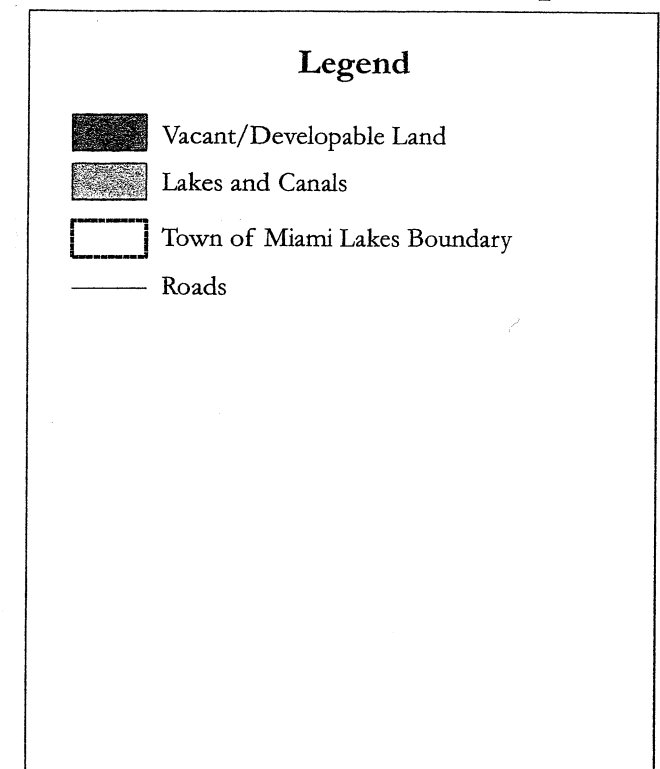 Legend
Vacant/Developable Land
Lakes and Canals
Town of Miami Lakes Boundary
Roads